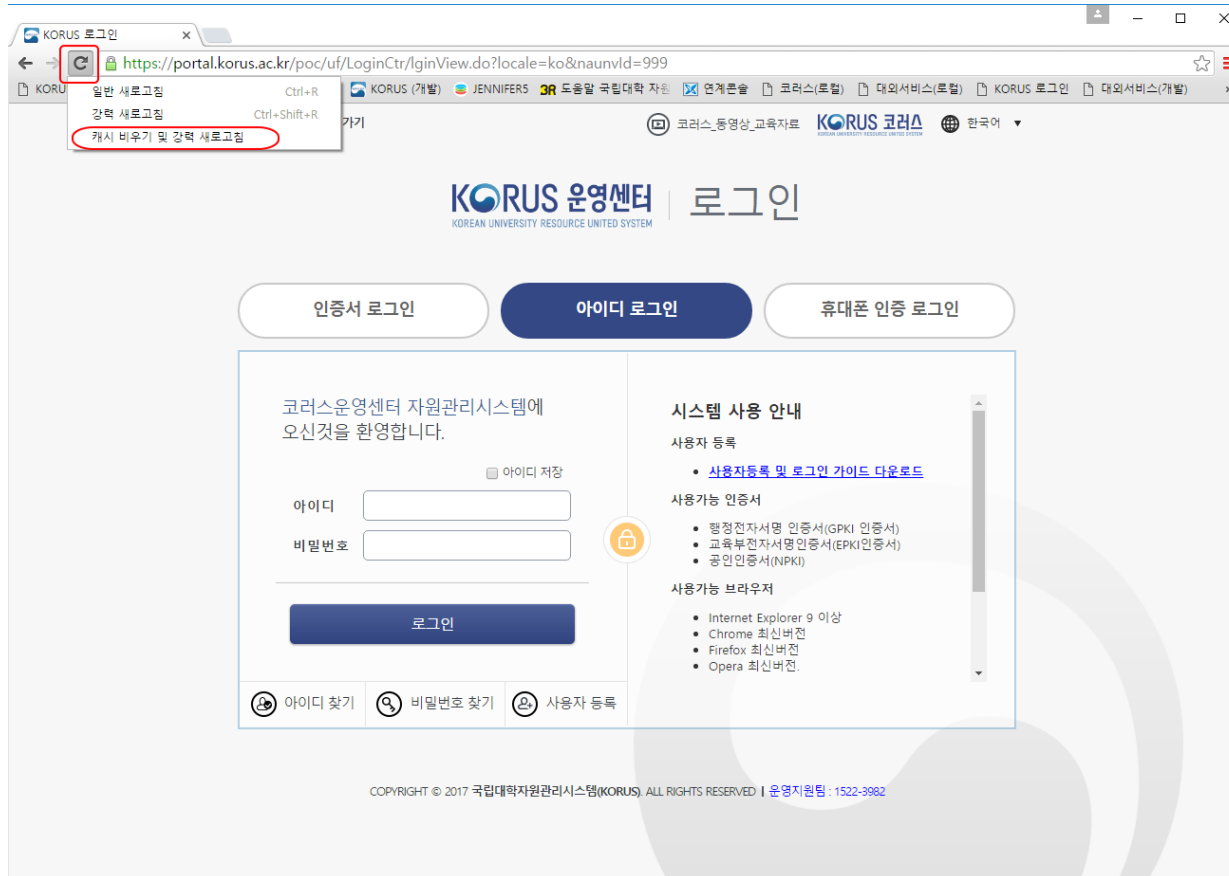 KORUS 로그인
https://portal.korus.ac.kr/poc/uf/LoginCtr/lginView.do?locale=ko&naunvld=999
KORU
KORUS (개발) JENNIFER5 3R 도움말 국립대학 자원 연계콘솔 코러스(로컬) 대외서비스(로컬) KORUS 로그인 대외서비스(개발)
일반 새로고침 Ctrl+R
강력 새로고침 Ctrl+Shift+R
캐시 비우기 및 강력 새로고침
가기 코러스_동영상_교육자료 KORUS 코러스 한국어
KORUS 운영센터 로그인
KOREAN UNIVERSITY RESOURCE UNITED SYSTEM
인증서 로그인 아이디 로그인 휴대폰 인증 로그인
코러스운영센터 자원관리시스템에
오신것을 환영합니다.
아이디 저장
아이디
비밀번호
로그인
아이디 찾기 비밀번호 찾기 사용자 등록
시스템 사용 안내
사용자 등록
사용자등록 및 로그인 가이드 다운로드
사용가능 인증서
행정전자서명 인증서(GPKI 인증서)
교육부전자서명인증서(EPKI인증서)
공인인증서(NPKI)
사용가능 브라우저
Internet Explorer 9 이상
Chrome 최신버전
Firefox 최신버전
Opera 최신버전.
COPYRIGHT © 2017 국립대학자원관리시스템(KORUS). ALL RIGHTS RESERVED | 운영지원팀 : 1522-3982